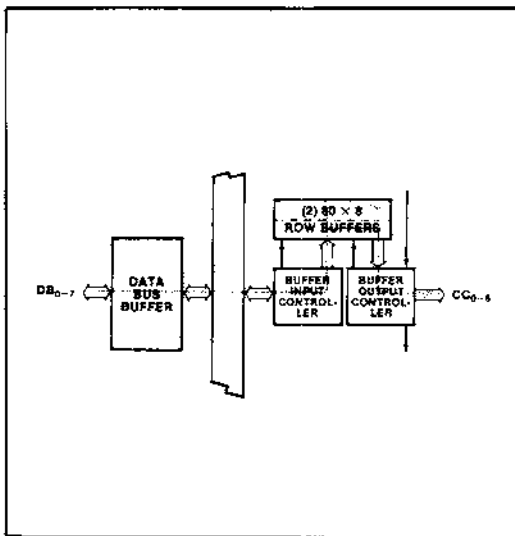 (2) 80 × 8
ROW BUFFERS
DB0–7
DATA
BUS
BUFFER
BUFFER
INPUT
CONTROL-
LER
BUFFER
OUTPUT
CONTROL-
LER
CC0–6